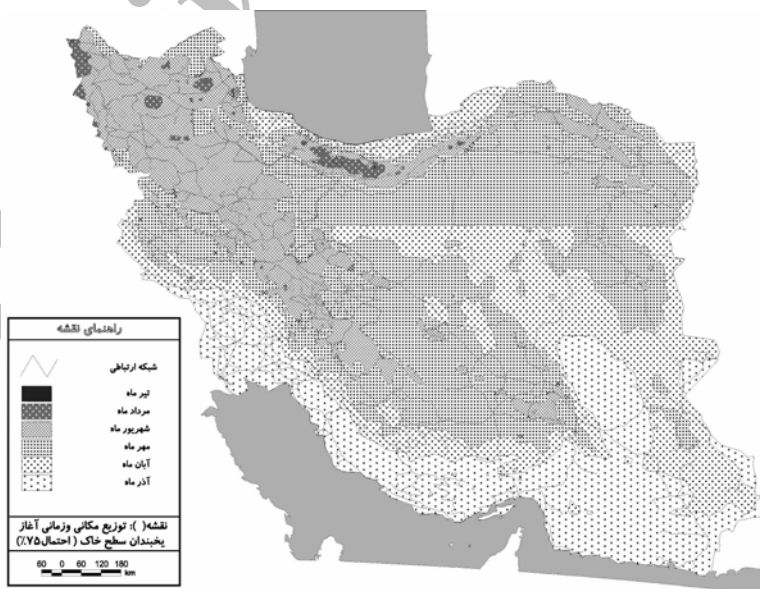 راهنمای نقشه
شبکه ارتباطی
تیر ماه
مرداد ماه
شهریور ماه
مهر ماه
آبان ماه
آذر ماه
نقشه( ): توزیع مکانی وزمانی آغاز
یخبندان سطح خاک ( احتمال۷۵٪)
60 0 60 120 180
km